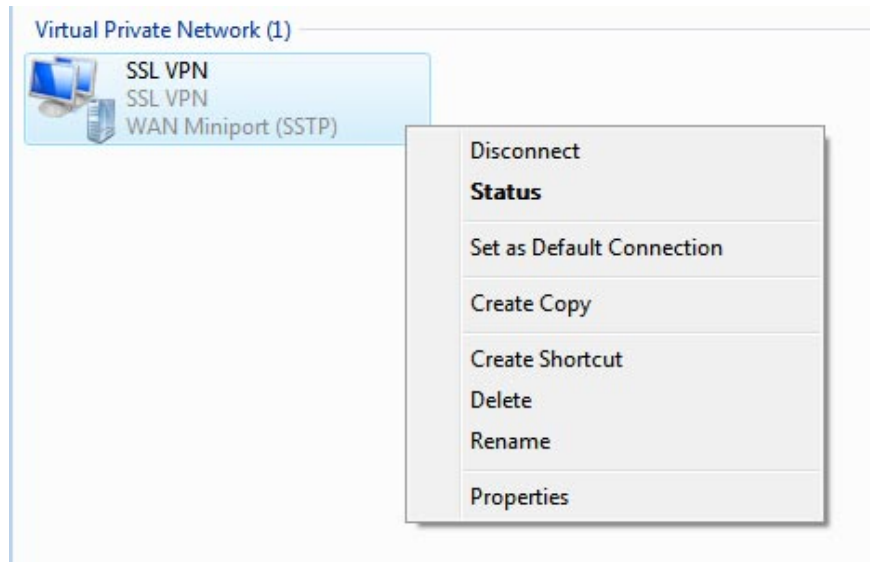 Virtual Private Network (1)
SSL VPN
SSL VPN
WAN Miniport (SSTP)
Disconnect
Status
Set as Default Connection
Create Copy
Create Shortcut
Delete
Rename
Properties